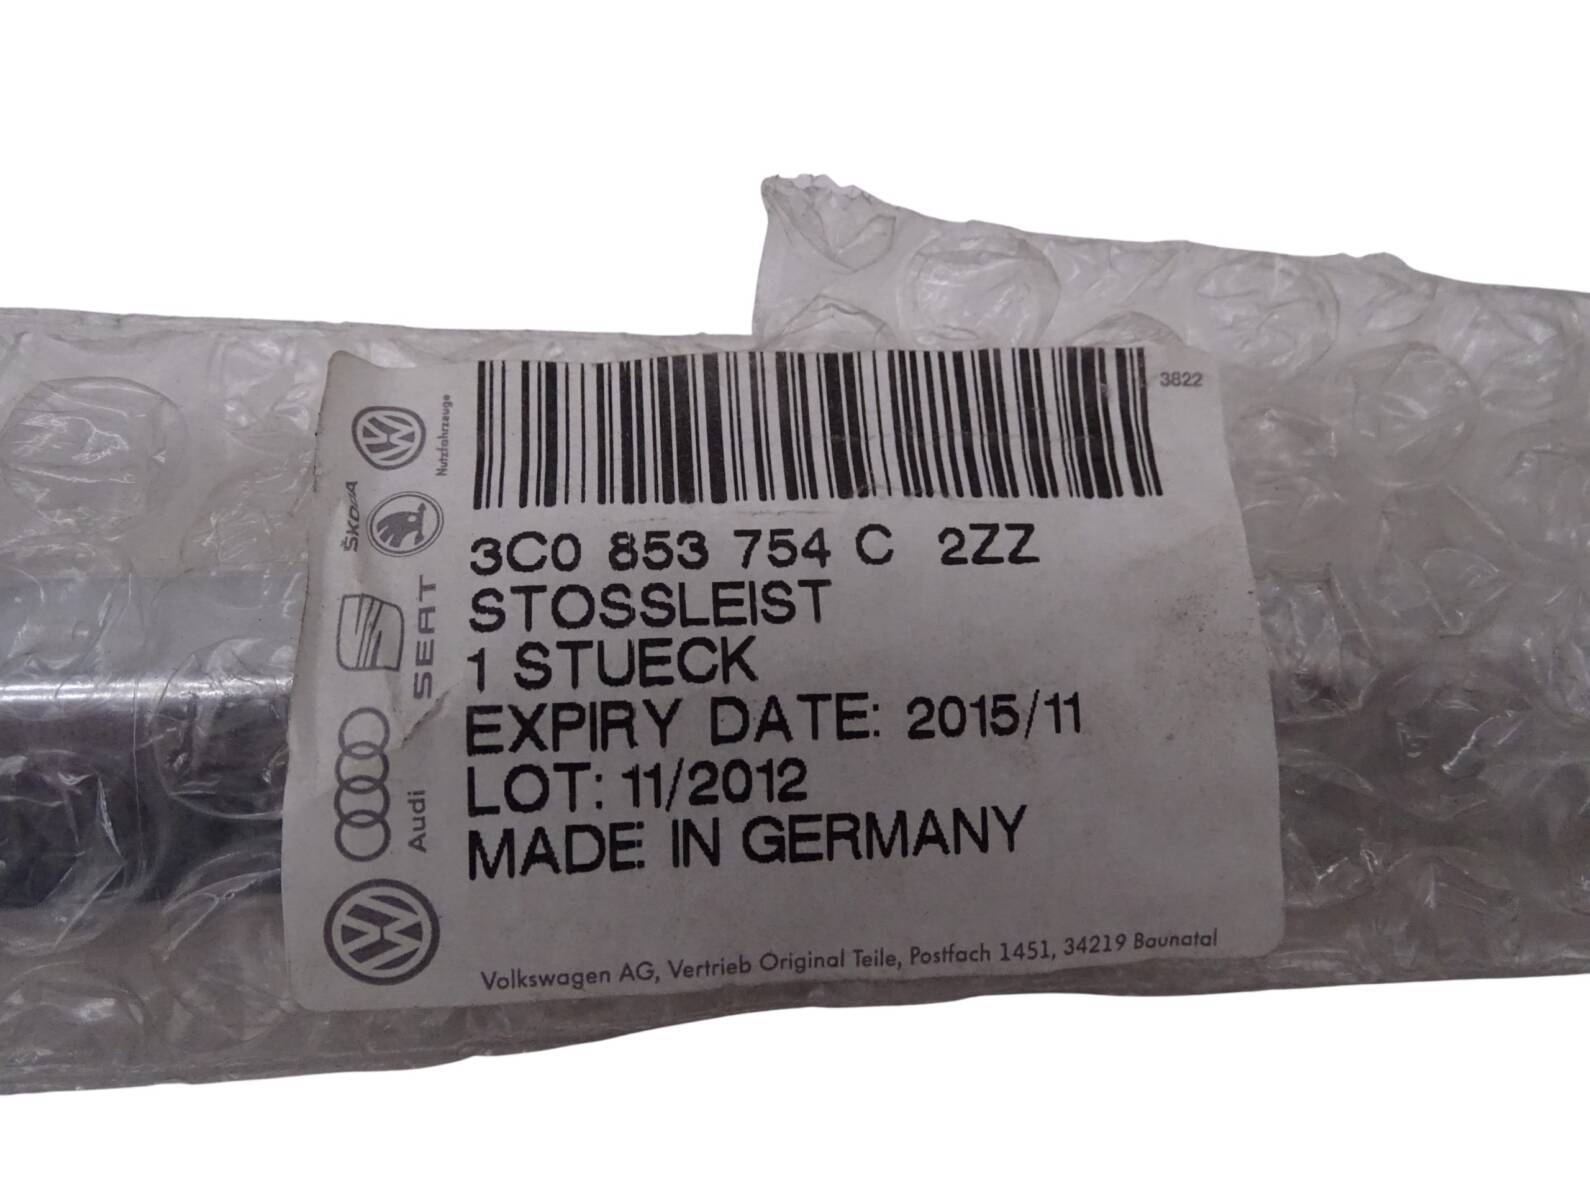 3822
Nutzfahrzeuge
ŠKODA
SEAT
Audi
3C0 853 754 C 2ZZ
STOSSLEIST
1 STUECK
EXPIRY DATE: 2015/11
LOT: 11/2012
MADE IN GERMANY
Volkswagen AG, Vertrieb Original Teile, Postfach 1451, 34219 Baunatal